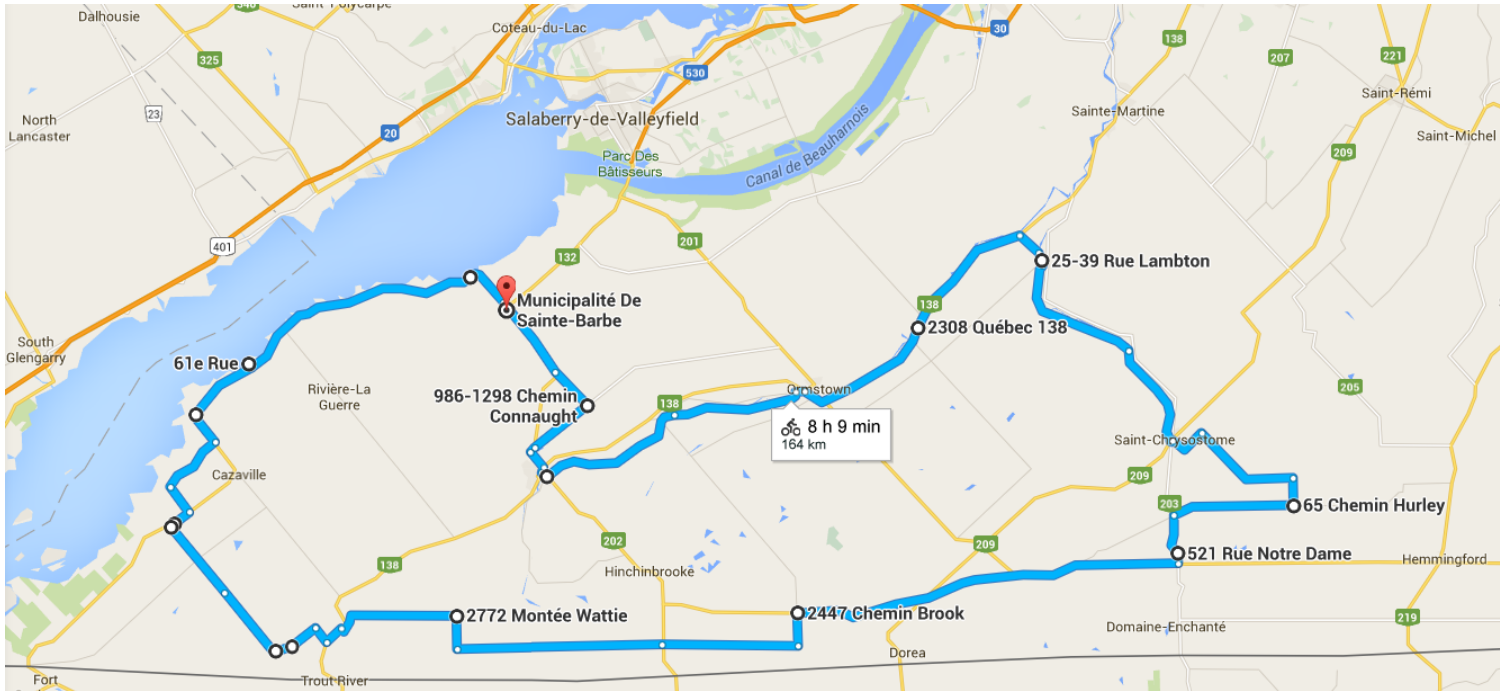 Dalhousie
Saint-Polycarpe
340
Coteau-du-Lac
30
325
138
207
221
530
23
Saint-Rémi
North
Lancaster
20
Salaberry-de-Valleyfield
Sainte-Martine
Saint-Michel
Parc Des
Bâtisseurs
Canal de Beauharnois
209
401
201
132
25-39 Rue Lambton
Municipalité De
Sainte-Barbe
138
2308 Québec 138
South
Glengarry
61e Rue
Rivière-La
Guerre
986-1298 Chemin
Connaught
138
Ormstown
205
8 h 9 min
164 km
Saint-Chrysostome
Cazaville
209
203
65 Chemin Hurley
202
209
521 Rue Notre Dame
138
Hinchinbrooke
Hemmingford
2772 Montée Wattie
2447 Chemin Brook
219
Domaine-Enchanté
Dorea
Fort
Trout River